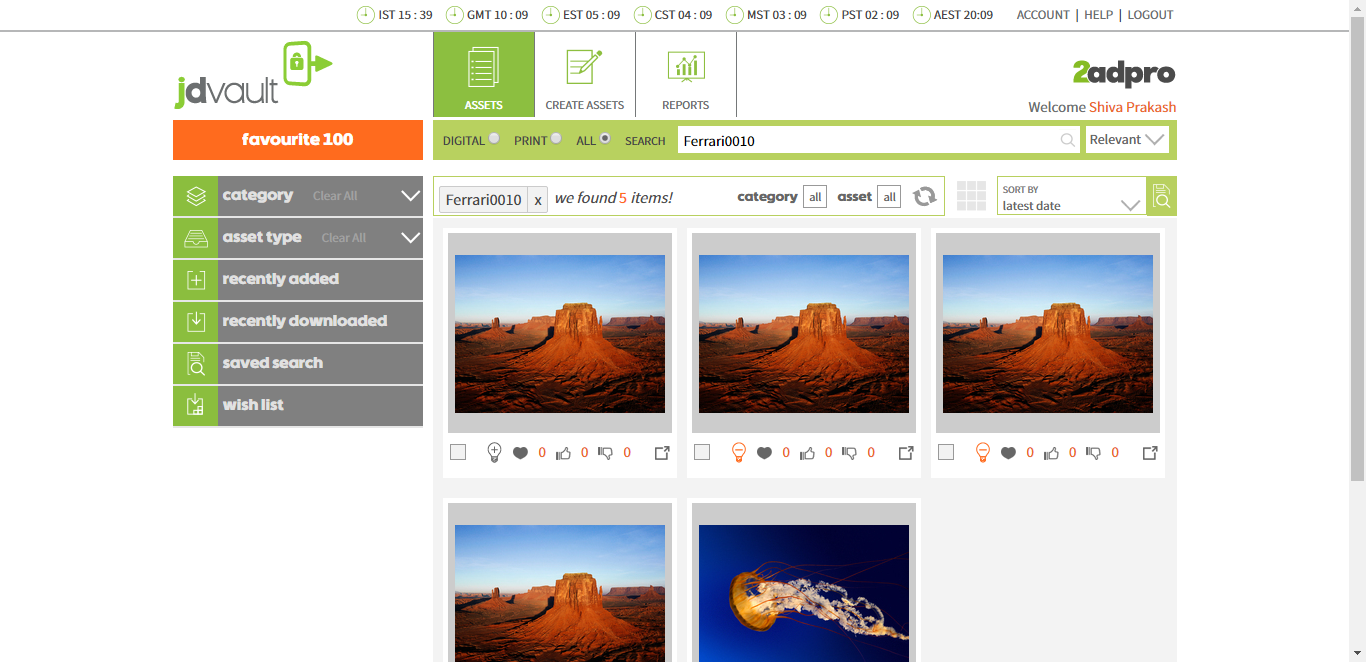 IST 15 : 39 GMT 10 : 09 EST 05 : 09 CST 04 : 09 MST 03 : 09 PST 02 : 09 AEST 20:09 ACCOUNT | HELP | LOGOUT
jdvault
ASSETS CREATE ASSETS REPORTS
2adpro
Welcome Shiva Prakash
favourite 100
DIGITAL PRINT ALL SEARCH Ferrari0010 Relevant
category Clear All
asset type Clear All
recently added
recently downloaded
saved search
wish list
Ferrari0010 x we found 5 items! category all asset all
SORT BY
latest date
0 0 0
0 0 0
0 0 0